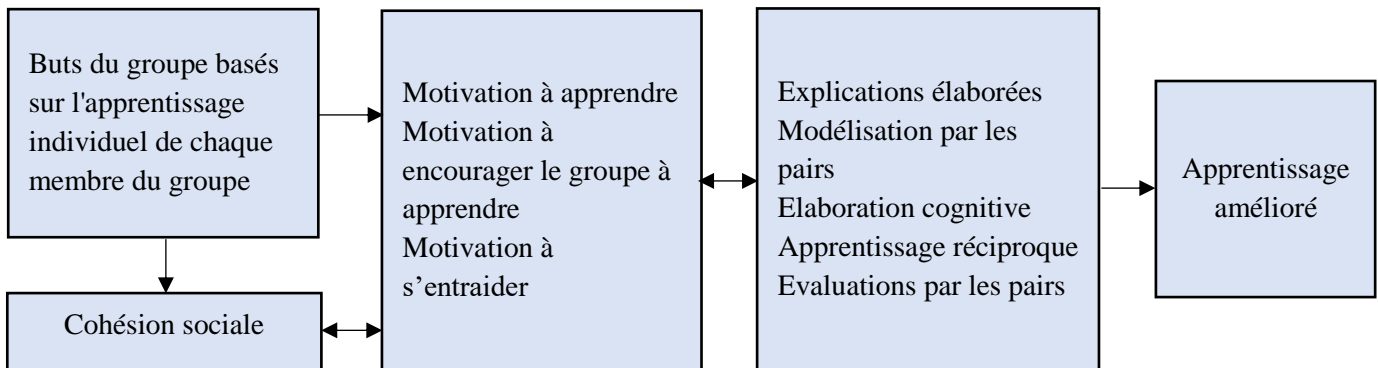 Buts du groupe basés
sur l'apprentissage
individuel de chaque
membre du groupe
Cohésion sociale
Motivation à apprendre
Motivation à
encourager le groupe à
apprendre
Motivation à
s’entraider
Explications élaborées
Modélisation par les
pairs
Elaboration cognitive
Apprentissage réciproque
Evaluations par les pairs
Apprentissage
amélioré